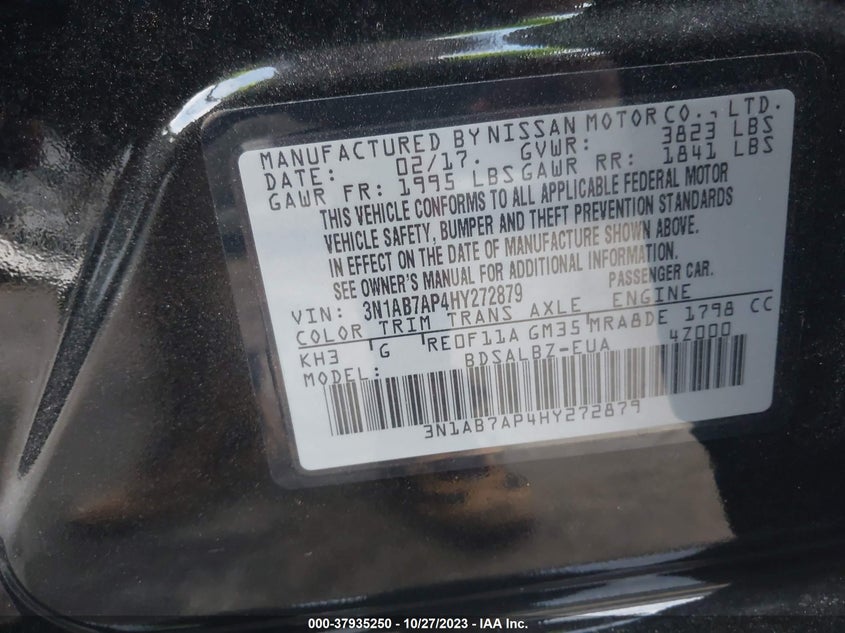 MANUFACTURED BY NISSAN MOTOR CO., LTD.
DATE: 02/17. GVWR: 3823 LBS
GAWR FR: 1995 LBS GAWR RR: 1841 LBS
THIS VEHICLE CONFORMS TO ALL APPLICABLE FEDERAL MOTOR
VEHICLE SAFETY, BUMPER AND THEFT PREVENTION STANDARDS
IN EFFECT ON THE DATE OF MANUFACTURE SHOWN ABOVE.
SEE OWNER'S MANUAL FOR ADDITIONAL INFORMATION.
VIN: 3N1AB7AP4HY272879 PASSENGER CAR.
COLOR TRIM TRANS AXLE ENGINE
KH3 G RE0F11A GM35 MRA8DE 1798 CC
MODEL: BDSALBZ-EUA 4Z000
3N1AB7AP4HY272879
000-37935250 - 10/27/2023 - IAA Inc.